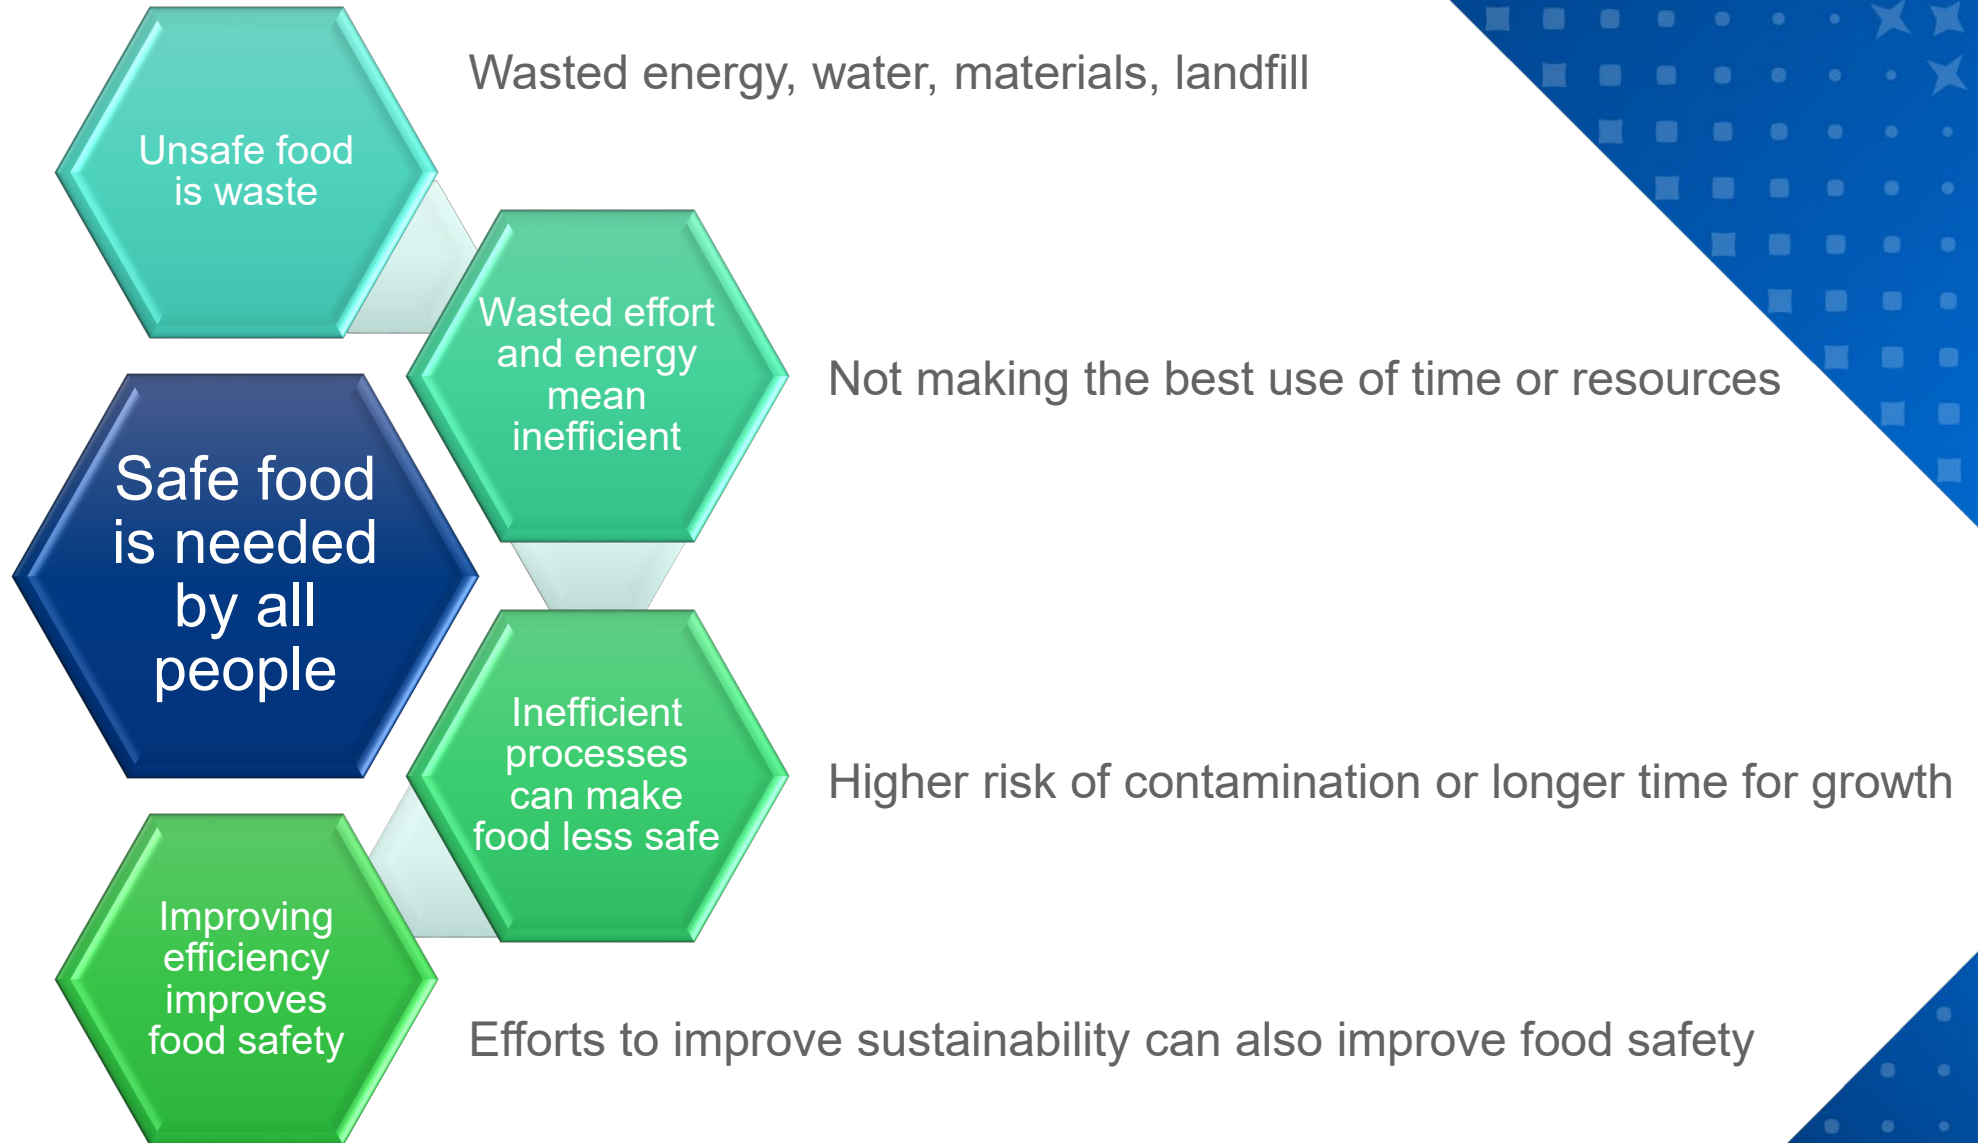 Unsafe food
is waste
Wasted energy, water, materials, landfill
Wasted effort
and energy
mean
inefficient
Not making the best use of time or resources
Safe food
is needed
by all
people
Inefficient
processes
can make
food less safe
Higher risk of contamination or longer time for growth
Improving
efficiency
improves
food safety
Efforts to improve sustainability can also improve food safety